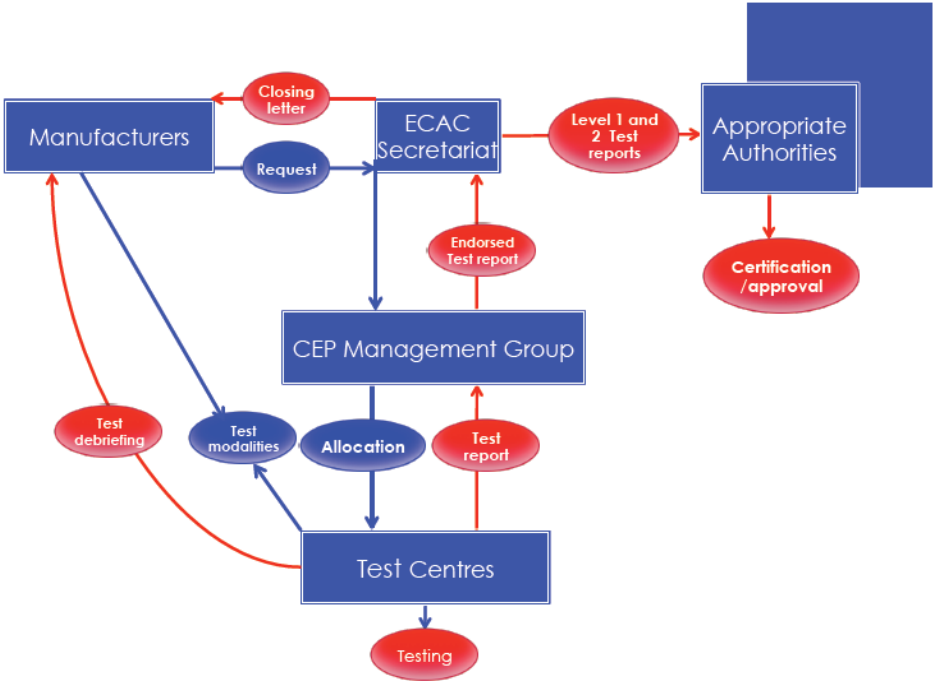 Closing
letter
Manufacturers
ECAC
Secretariat
Level 1 and
2 Test
reports
Appropriate
Authorities
Request
Endorsed
Test report
Certification
/approval
CEP Management Group
Test
debriefing
Test
modalities
Allocation
Test
report
Test Centres
Testing